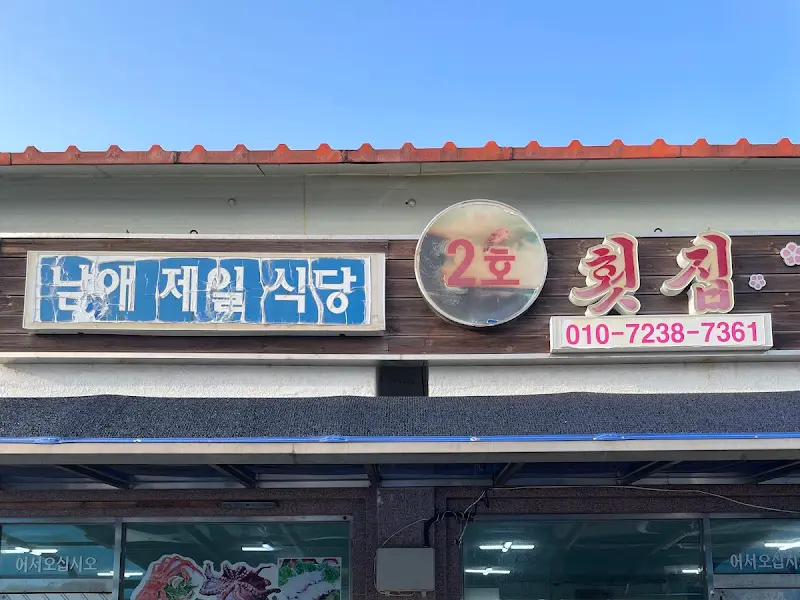 남애 제일 식당
2호
횟집
010-7238-7361
어서오십시오
어서오십시오